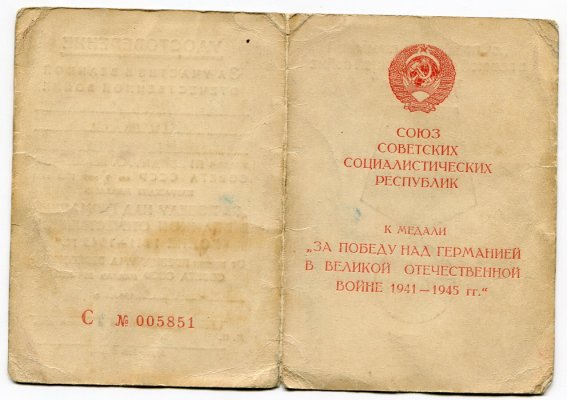 С № 005851
СОЮЗ
СОВЕТСКИХ
СОЦИАЛИСТИЧЕСКИХ
РЕСПУБЛИК
К МЕДАЛИ
„ЗА ПОБЕДУ НАД ГЕРМАНИЕЙ
В ВЕЛИКОЙ ОТЕЧЕСТВЕННОЙ
ВОЙНЕ 1941—1945 гг.“